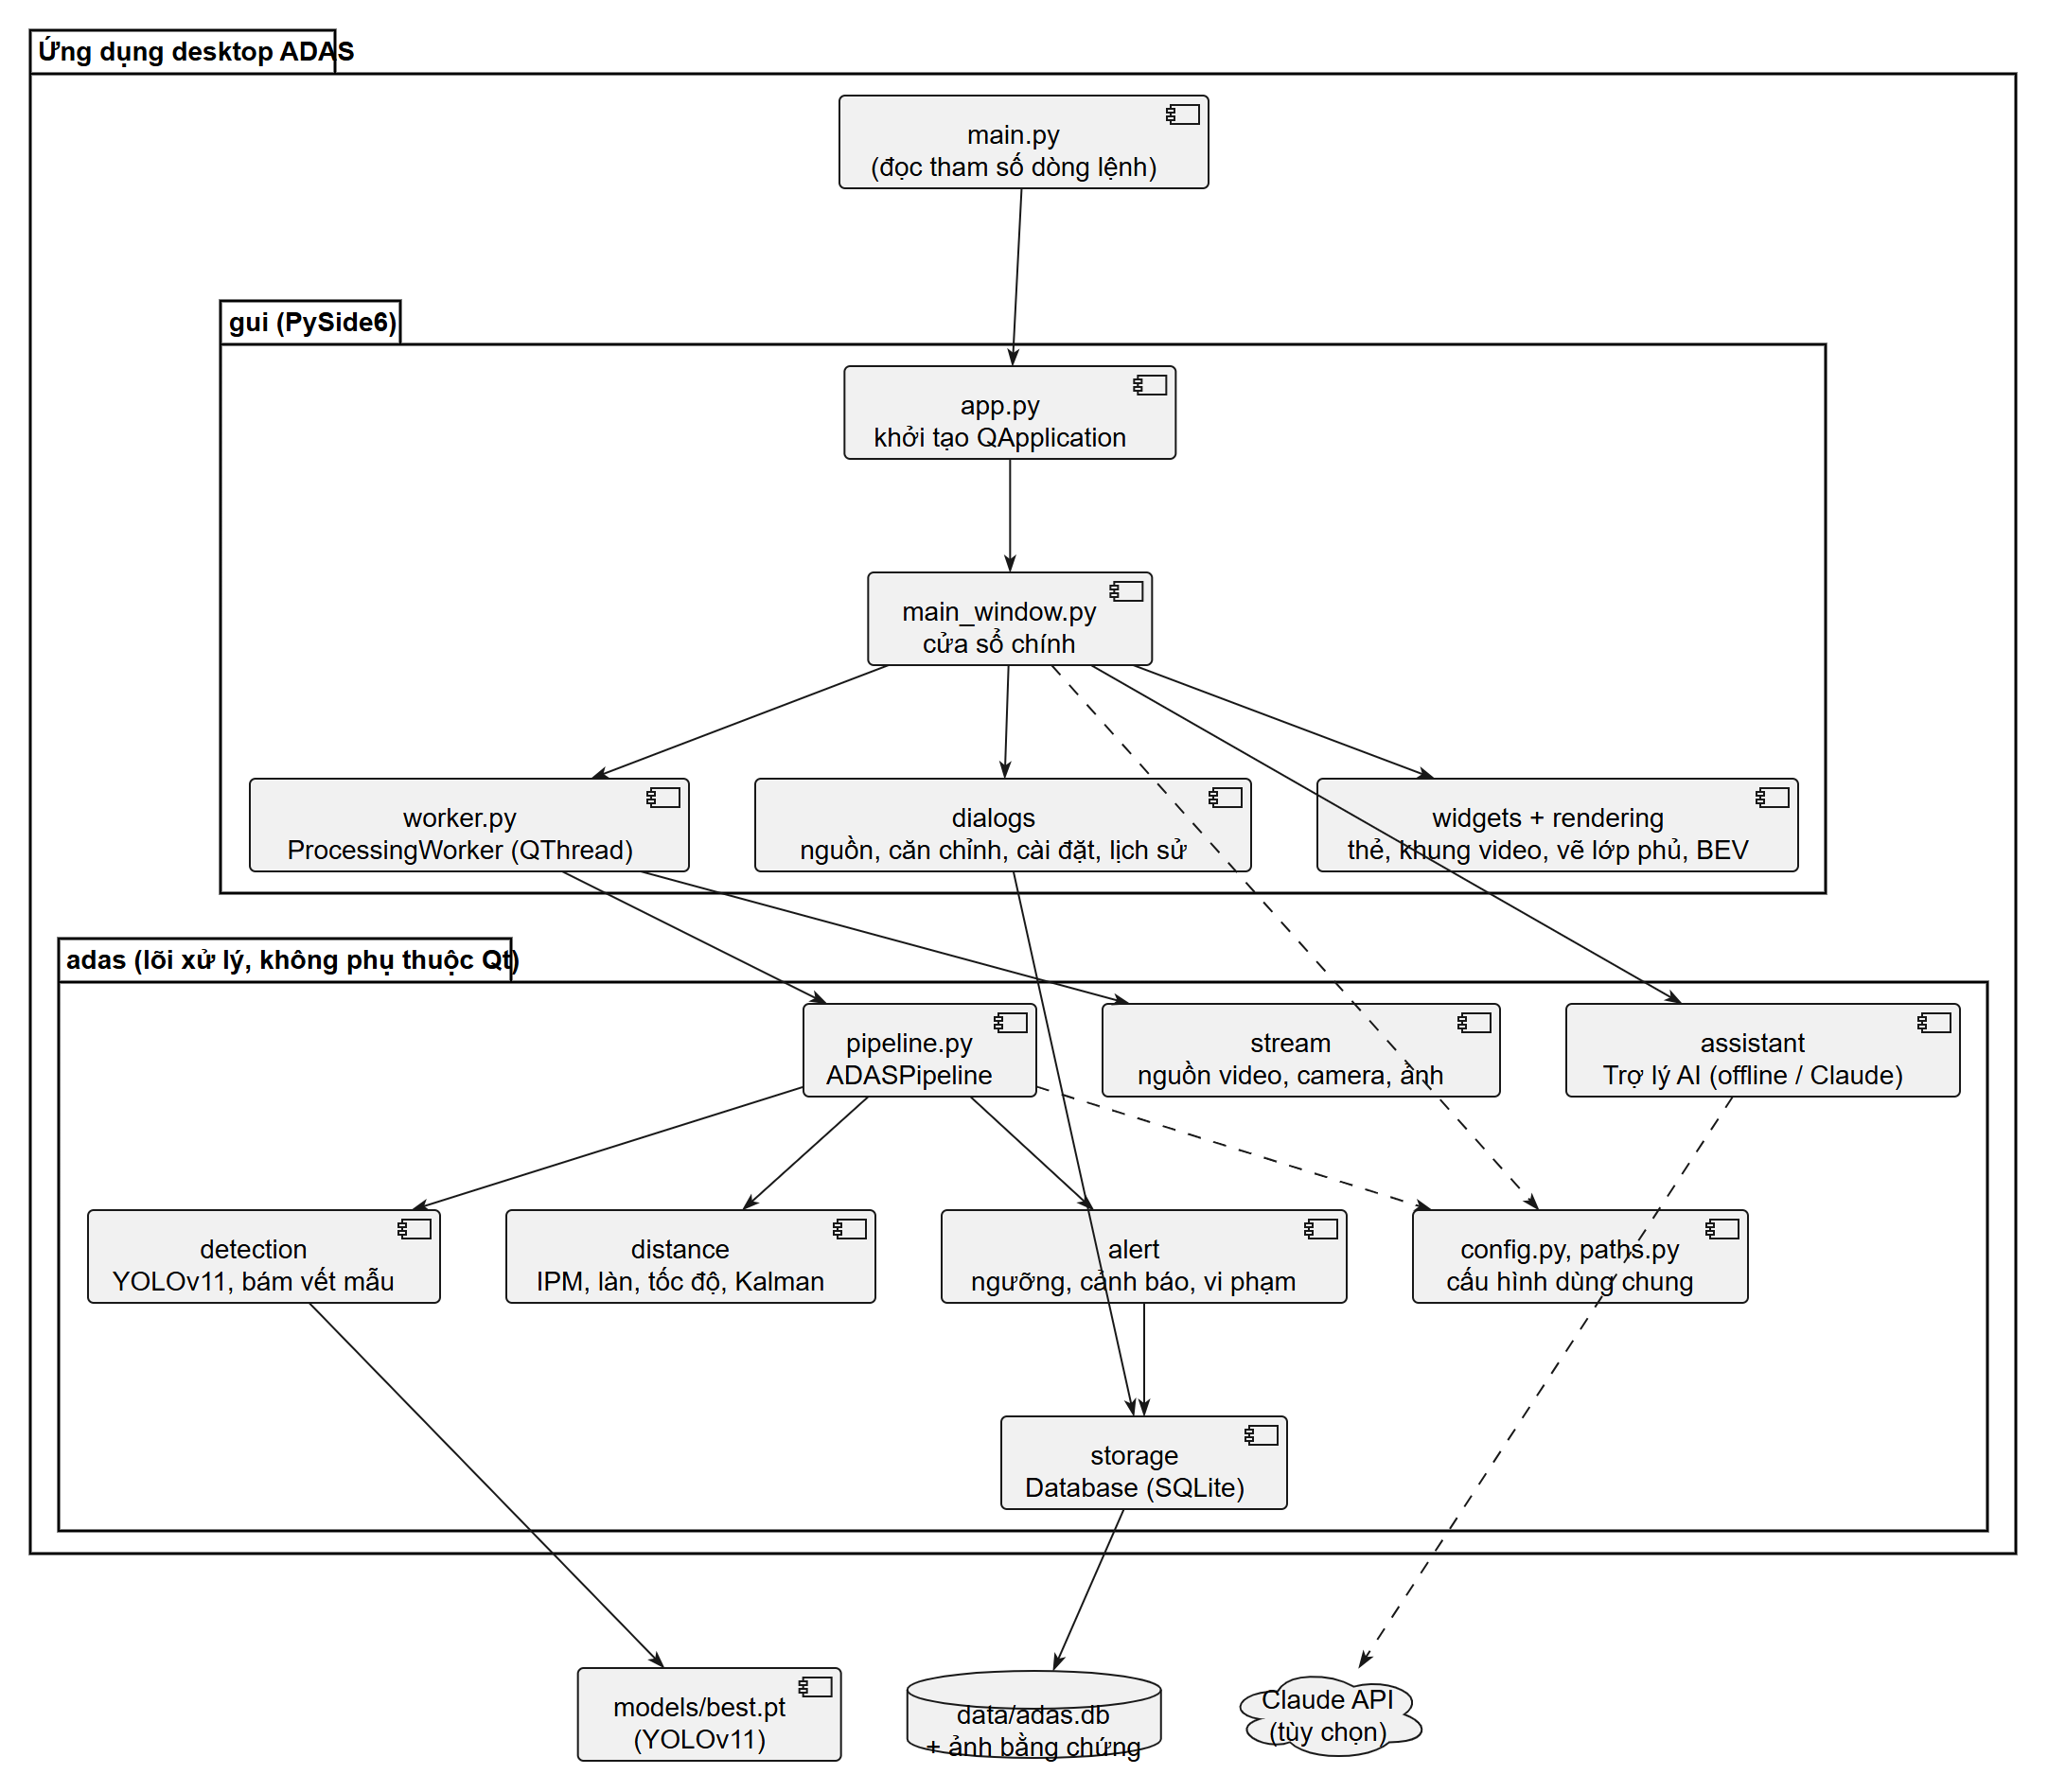 Ứng dụng desktop ADAS
main.py
(đọc tham số dòng lệnh)
gui (PySide6)
app.py
khởi tạo QApplication
main_window.py
cửa sổ chính
worker.py
ProcessingWorker (QThread)
dialogs
nguồn, căn chỉnh, cài đặt, lịch sử
widgets + rendering
thẻ, khung video, vẽ lớp phủ, BEV
adas (lõi xử lý, không phụ thuộc Qt)
pipeline.py
ADASPipeline
stream
nguồn video, camera, ảnh
assistant
Trợ lý AI (offline / Claude)
detection
YOLOv11, bám vết mẫu
distance
IPM, làn, tốc độ, Kalman
alert
ngưỡng, cảnh báo, vi phạm
config.py, paths.py
cấu hình dùng chung
storage
Database (SQLite)
models/best.pt
(YOLOv11)
data/adas.db
+ ảnh bằng chứng
Claude API
(tùy chọn)